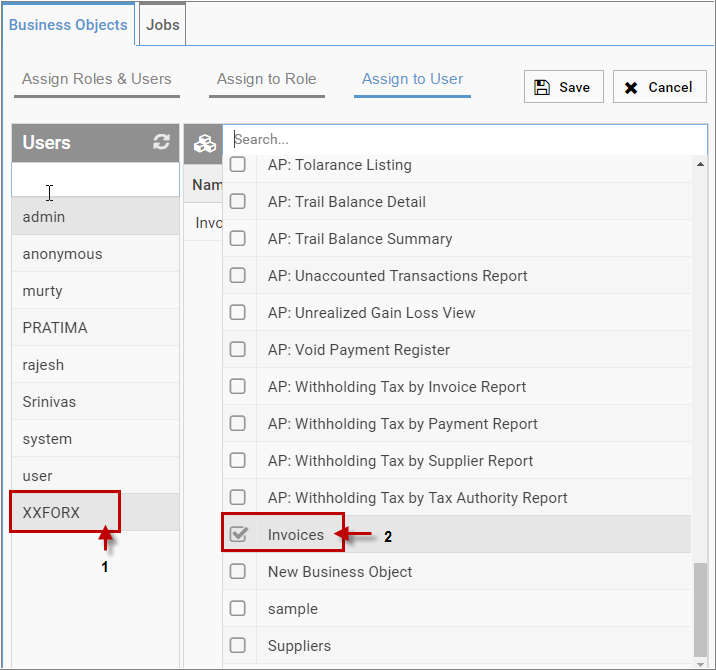 Business Objects
Jobs
Assign Roles & Users
Assign to Role
Assign to User
Save
Cancel
Users
admin
anonymous
murty
PRATIMA
rajesh
Srinivas
system
user
XXFORX
1
Nam
Invo
Search...
AP: Tolarance Listing
AP: Trail Balance Detail
AP: Trail Balance Summary
AP: Unaccounted Transactions Report
AP: Unrealized Gain Loss View
AP: Void Payment Register
AP: Withholding Tax by Invoice Report
AP: Withholding Tax by Payment Report
AP: Withholding Tax by Supplier Report
AP: Withholding Tax by Tax Authority Report
Invoices
2
New Business Object
sample
Suppliers